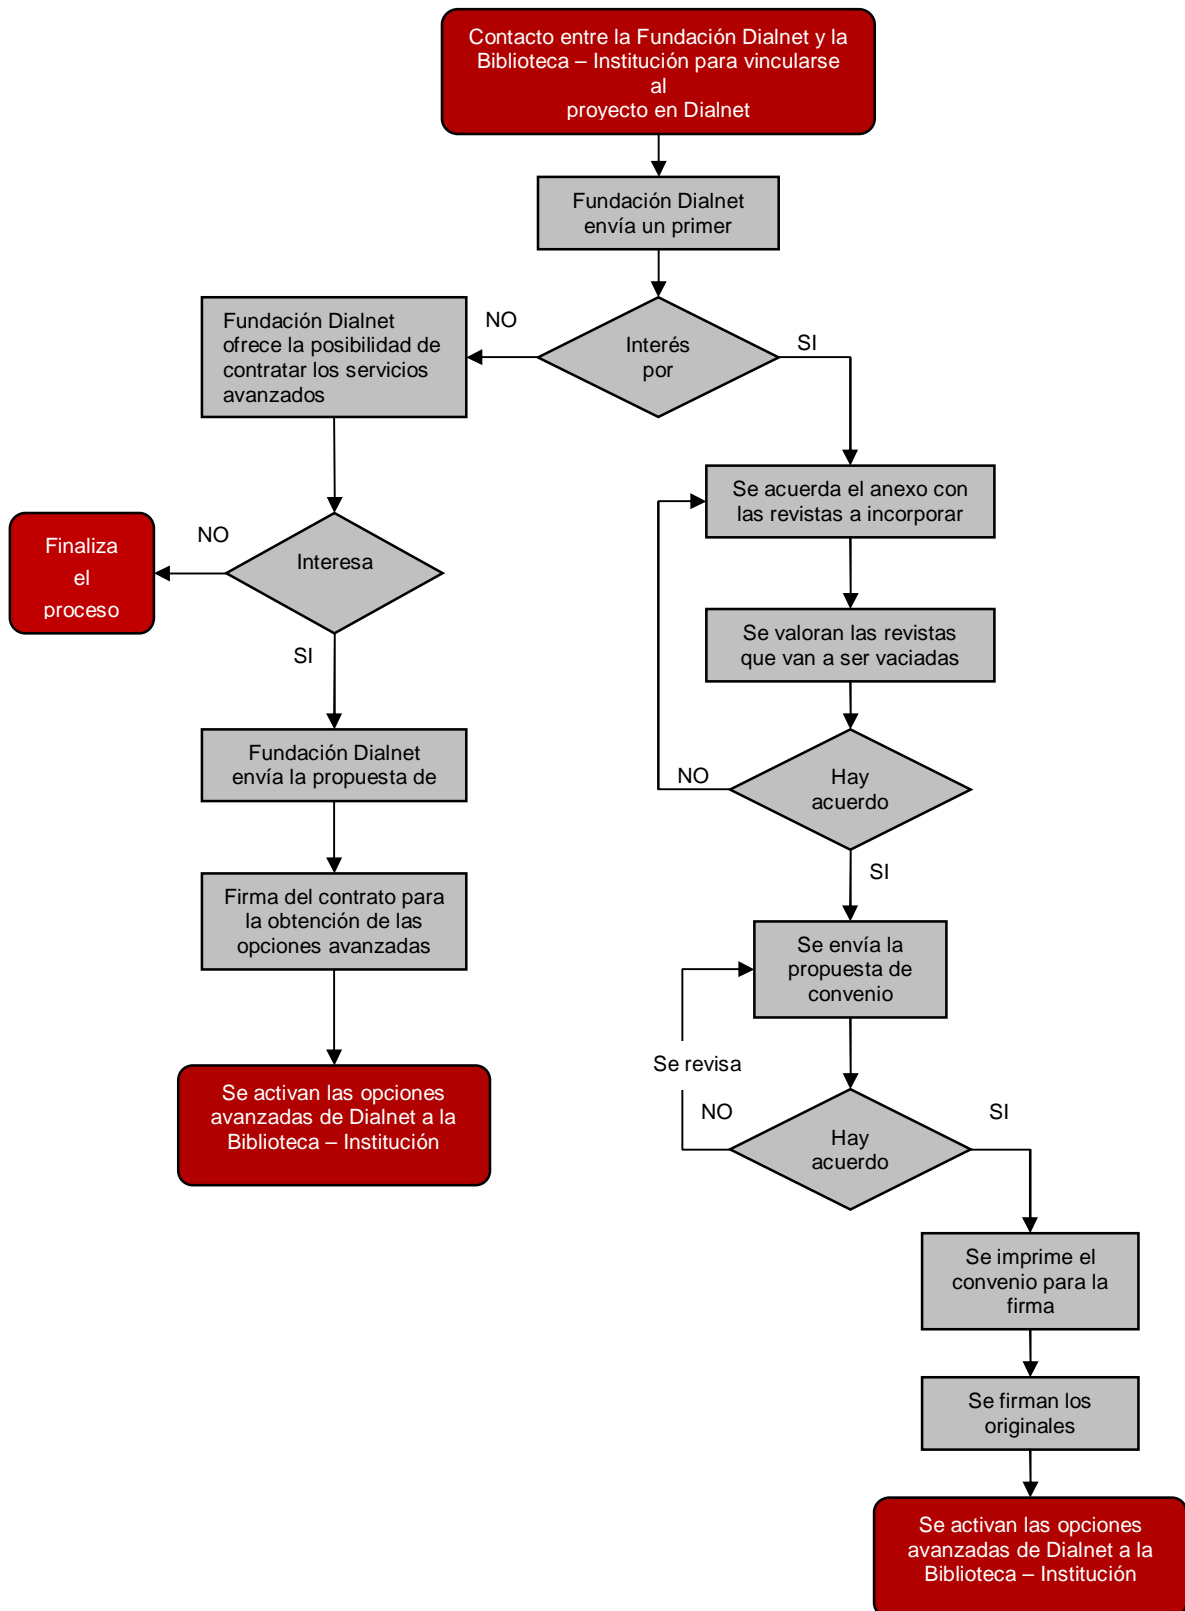 Contacto entre la Fundación Dialnet y la
Biblioteca – Institución para vincularse
al
proyecto en Dialnet
Fundación Dialnet
envía un primer
Interés
por
NO
SI
Fundación Dialnet
ofrece la posibilidad de
contratar los servicios
avanzados
Interesa
NO
Finaliza
el
proceso
SI
Fundación Dialnet
envía la propuesta de
Firma del contrato para
la obtención de las
opciones avanzadas
Se activan las opciones
avanzadas de Dialnet a la
Biblioteca – Institución
Se acuerda el anexo con
las revistas a incorporar
Se valoran las revistas
que van a ser vaciadas
Hay
acuerdo
NO
SI
Se envía la
propuesta de
convenio
Se revisa
NO
SI
Hay
acuerdo
Se imprime el
convenio para la
firma
Se firman los
originales
Se activan las opciones
avanzadas de Dialnet a la
Biblioteca – Institución